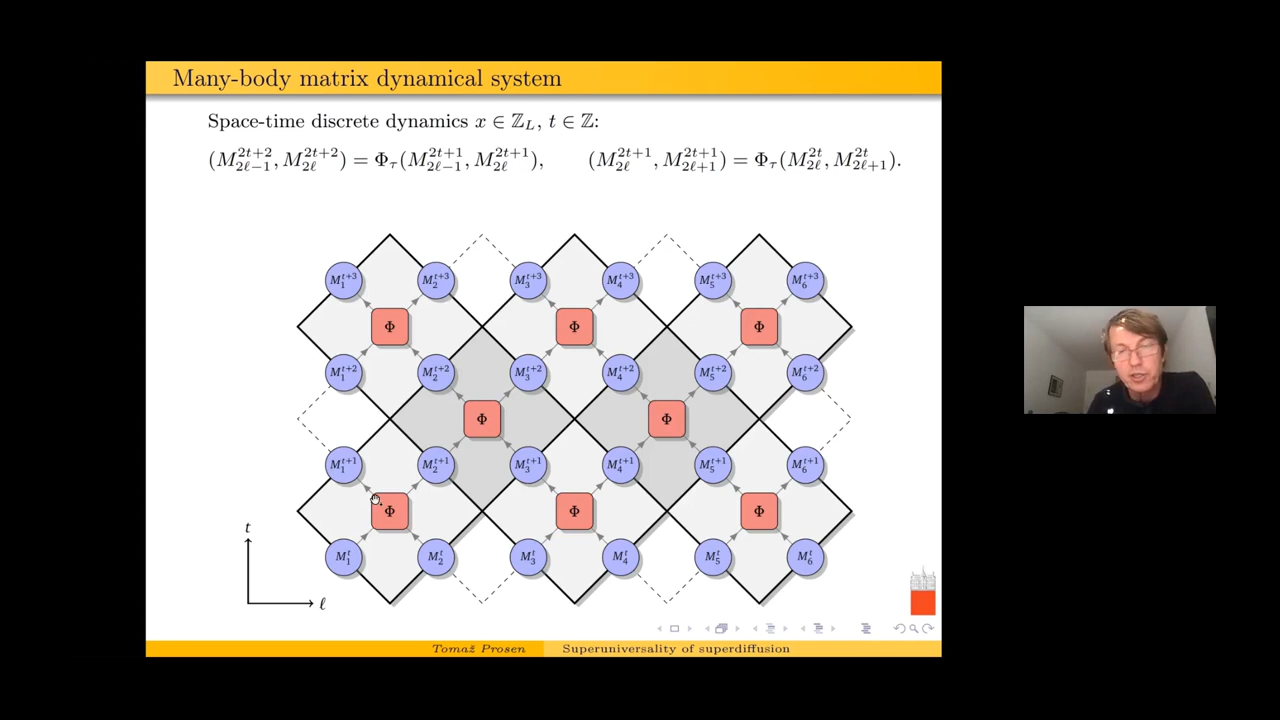 Many-body matrix dynamical system
Space-time discrete dynamics x ∈ ℤ_L, t ∈ ℤ:
(M_{2ℓ−1}^{2t+2}, M_{2ℓ}^{2t+2}) = Φ_τ(M_{2ℓ−1}^{2t+1}, M_{2ℓ}^{2t+1}), (M_{2ℓ}^{2t+1}, M_{2ℓ+1}^{2t+1}) = Φ_τ(M_{2ℓ}^{2t}, M_{2ℓ+1}^{2t}).
M_1^{t+3} M_2^{t+3} M_3^{t+3} M_4^{t+3} M_5^{t+3} M_6^{t+3}
Φ Φ Φ
M_1^{t+2} M_2^{t+2} M_3^{t+2} M_4^{t+2} M_5^{t+2} M_6^{t+2}
Φ Φ
M_1^{t+1} M_2^{t+1} M_3^{t+1} M_4^{t+1} M_5^{t+1} M_6^{t+1}
Φ Φ Φ
t
M_1^t M_2^t M_3^t M_4^t M_5^t M_6^t
ℓ
Tomaž Prosen Superuniversality of superdiffusion